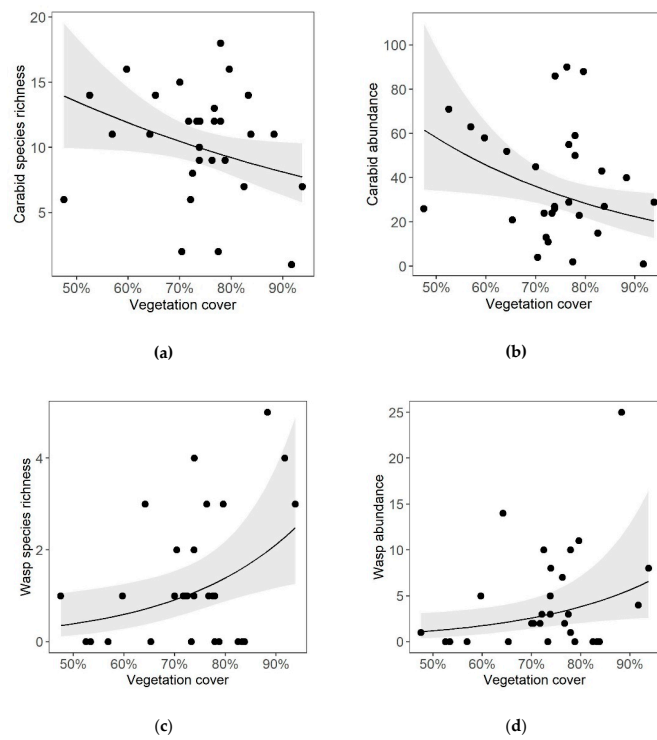 20
15
10
5
Carabid species richness
50% 60% 70% 80% 90%
Vegetation cover
(a)
100
80
60
40
20
0
Carabid abundance
50% 60% 70% 80% 90%
Vegetation cover
(b)
4
2
0
Wasp species richness
50% 60% 70% 80% 90%
Vegetation cover
(c)
25
20
15
10
5
0
Wasp abundance
50% 60% 70% 80% 90%
Vegetation cover
(d)